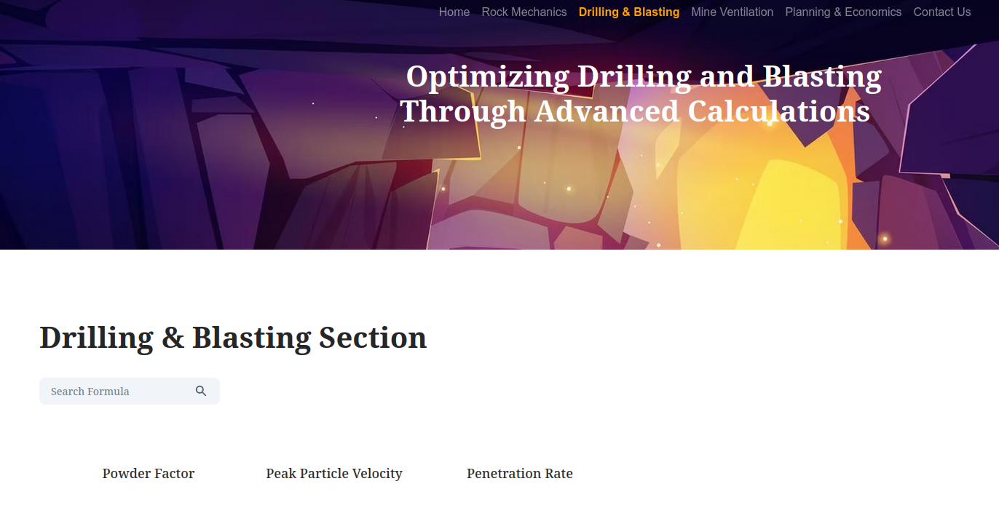 Home Rock Mechanics Drilling & Blasting Mine Ventilation Planning & Economics Contact Us
Optimizing Drilling and Blasting
Through Advanced Calculations
Drilling & Blasting Section
Search Formula
Powder Factor Peak Particle Velocity Penetration Rate